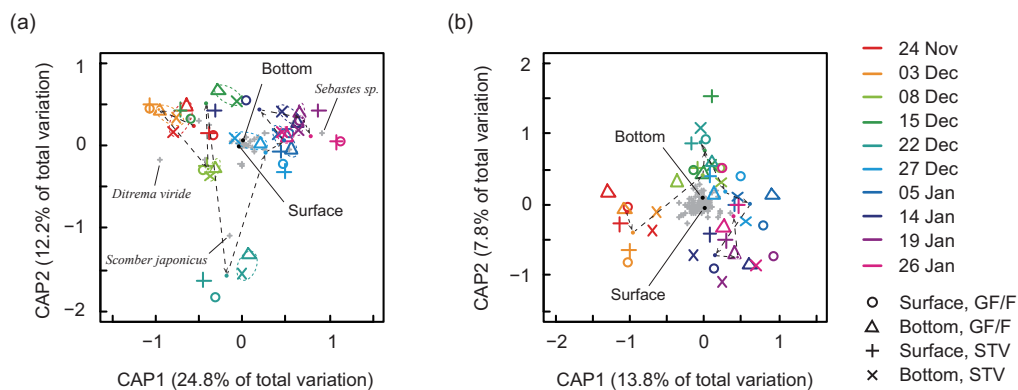 (a)
Bottom
Sebastes sp.
Ditrema viride
Surface
Scomber japonicus
CAP2 (12.2% of total variation)
1
0
−1
−2
−1
0
1
CAP1 (24.8% of total variation)
(b)
Bottom
Surface
CAP2 (7.8% of total variation)
2
1
0
−1
−2
−1
0
1
CAP1 (13.8% of total variation)
24 Nov
03 Dec
08 Dec
15 Dec
22 Dec
27 Dec
05 Jan
14 Jan
19 Jan
26 Jan
Surface, GF/F
Bottom, GF/F
Surface, STV
Bottom, STV